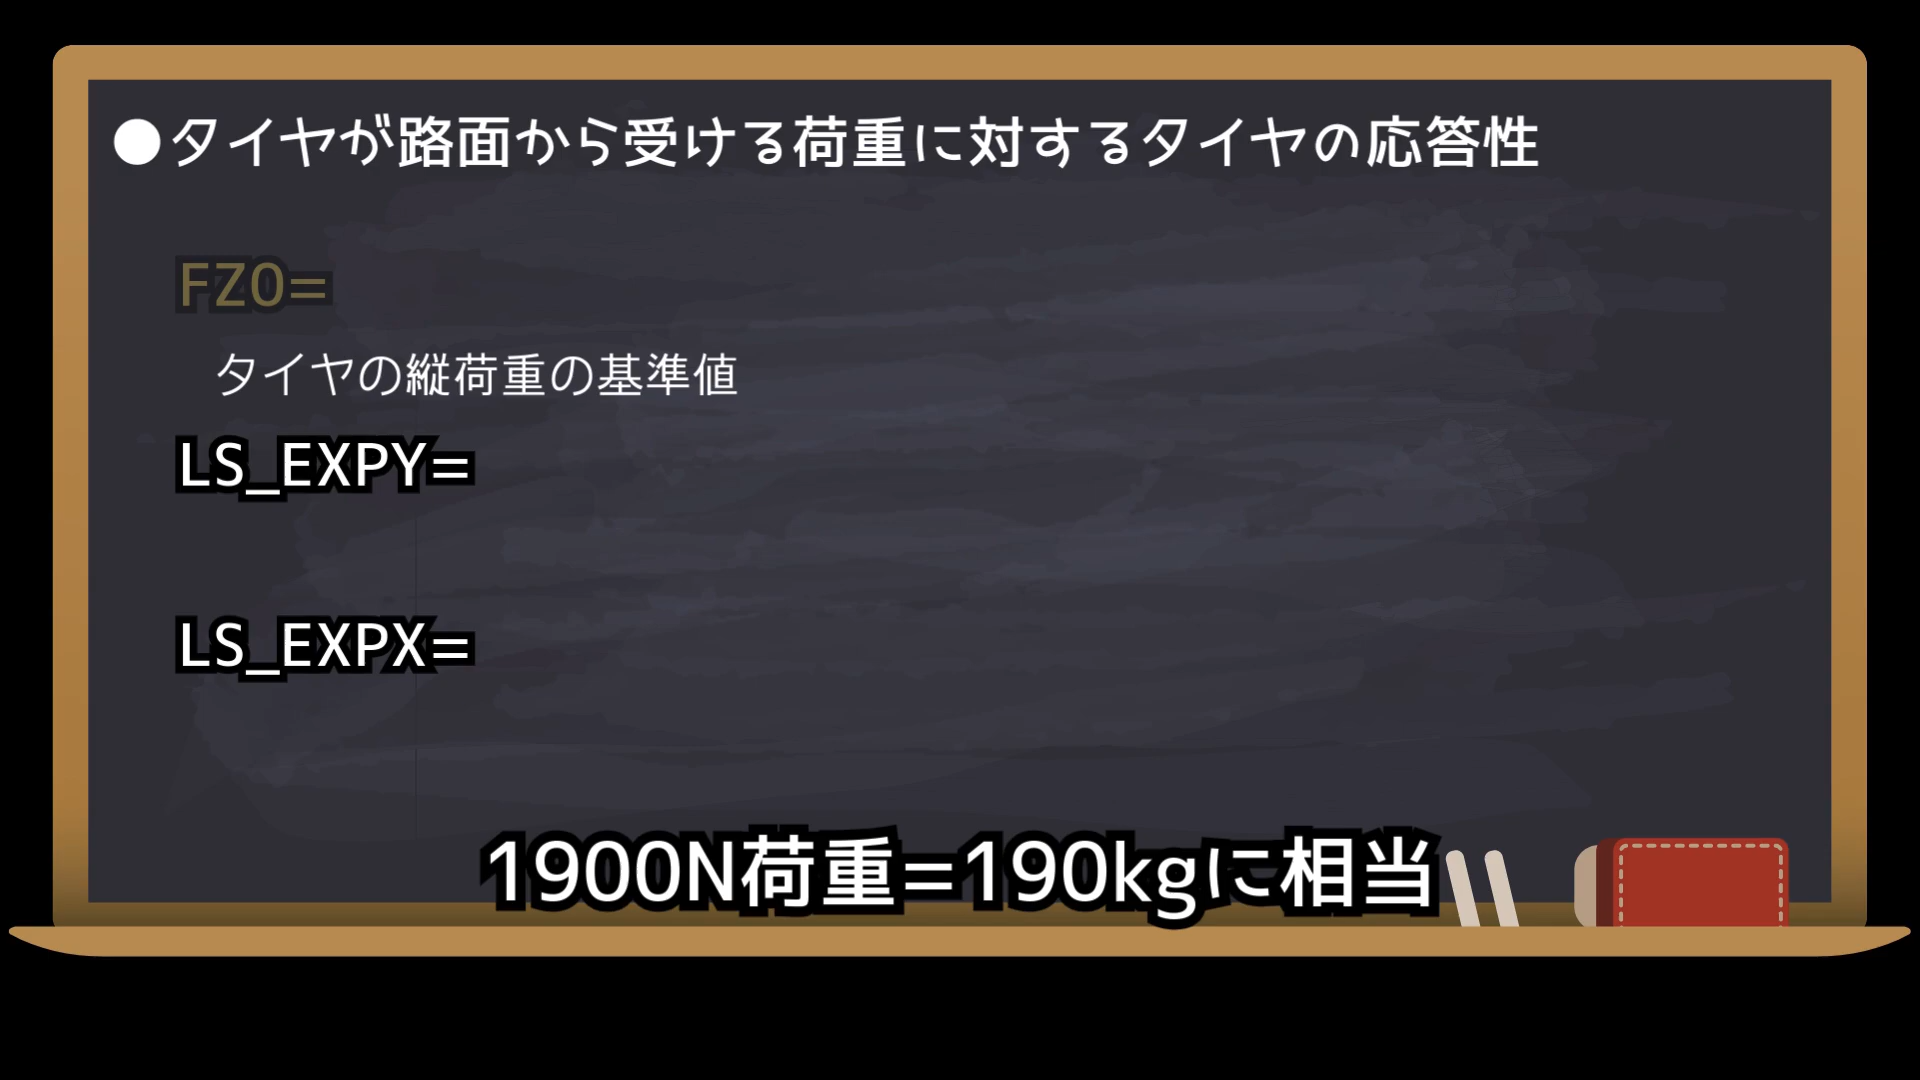 ●タイヤが路面から受ける荷重に対するタイヤの応答性
FZ0=
タイヤの縦荷重の基準値
LS_EXPY=
LS_EXPX=
1900N荷重=190kgに相当